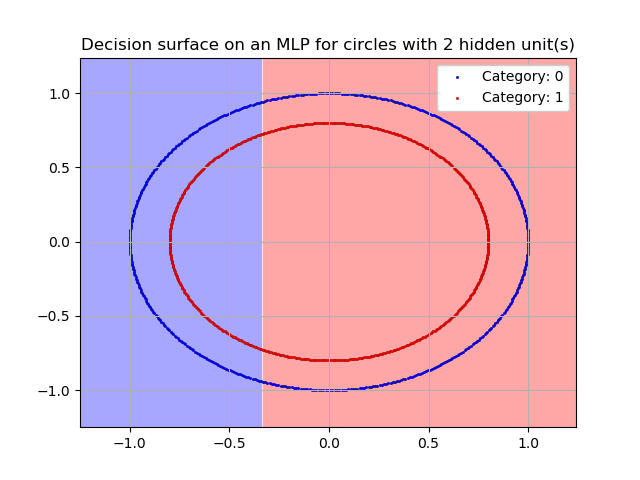 Decision surface on an MLP for circles with 2 hidden unit(s)
Category: 0
Category: 1
1.0
0.5
0.0
−0.5
−1.0
−1.0 −0.5 0.0 0.5 1.0